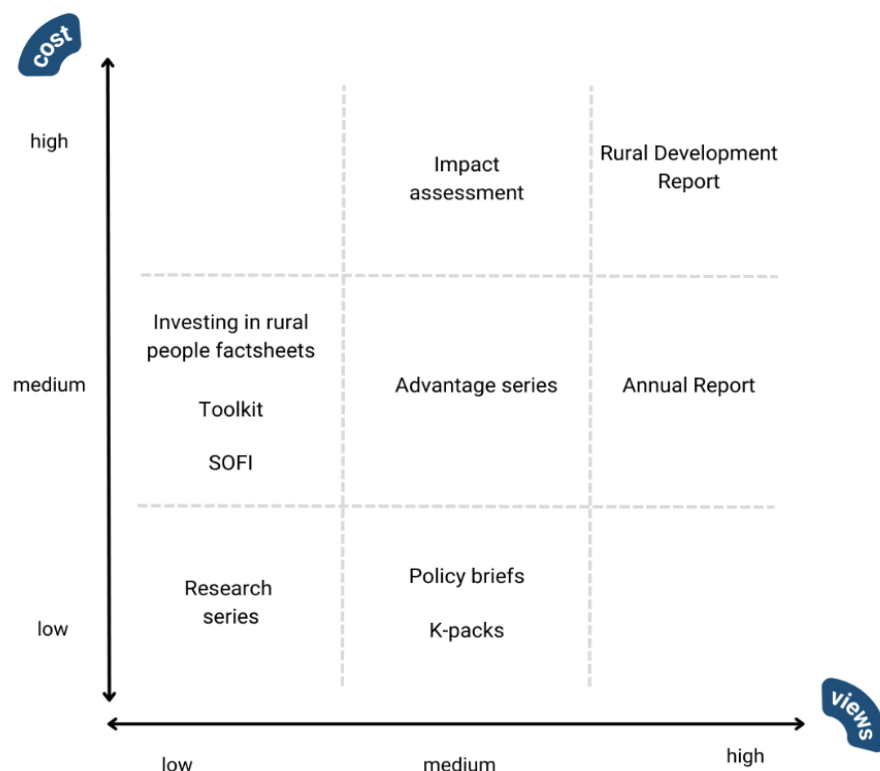 cost
high
Impact
assessment
Rural Development
Report
Investing in rural
people factsheets
Toolkit
SOFI
medium
Advantage series
Annual Report
Research
series
Policy briefs
K-packs
low
views
low
medium
high